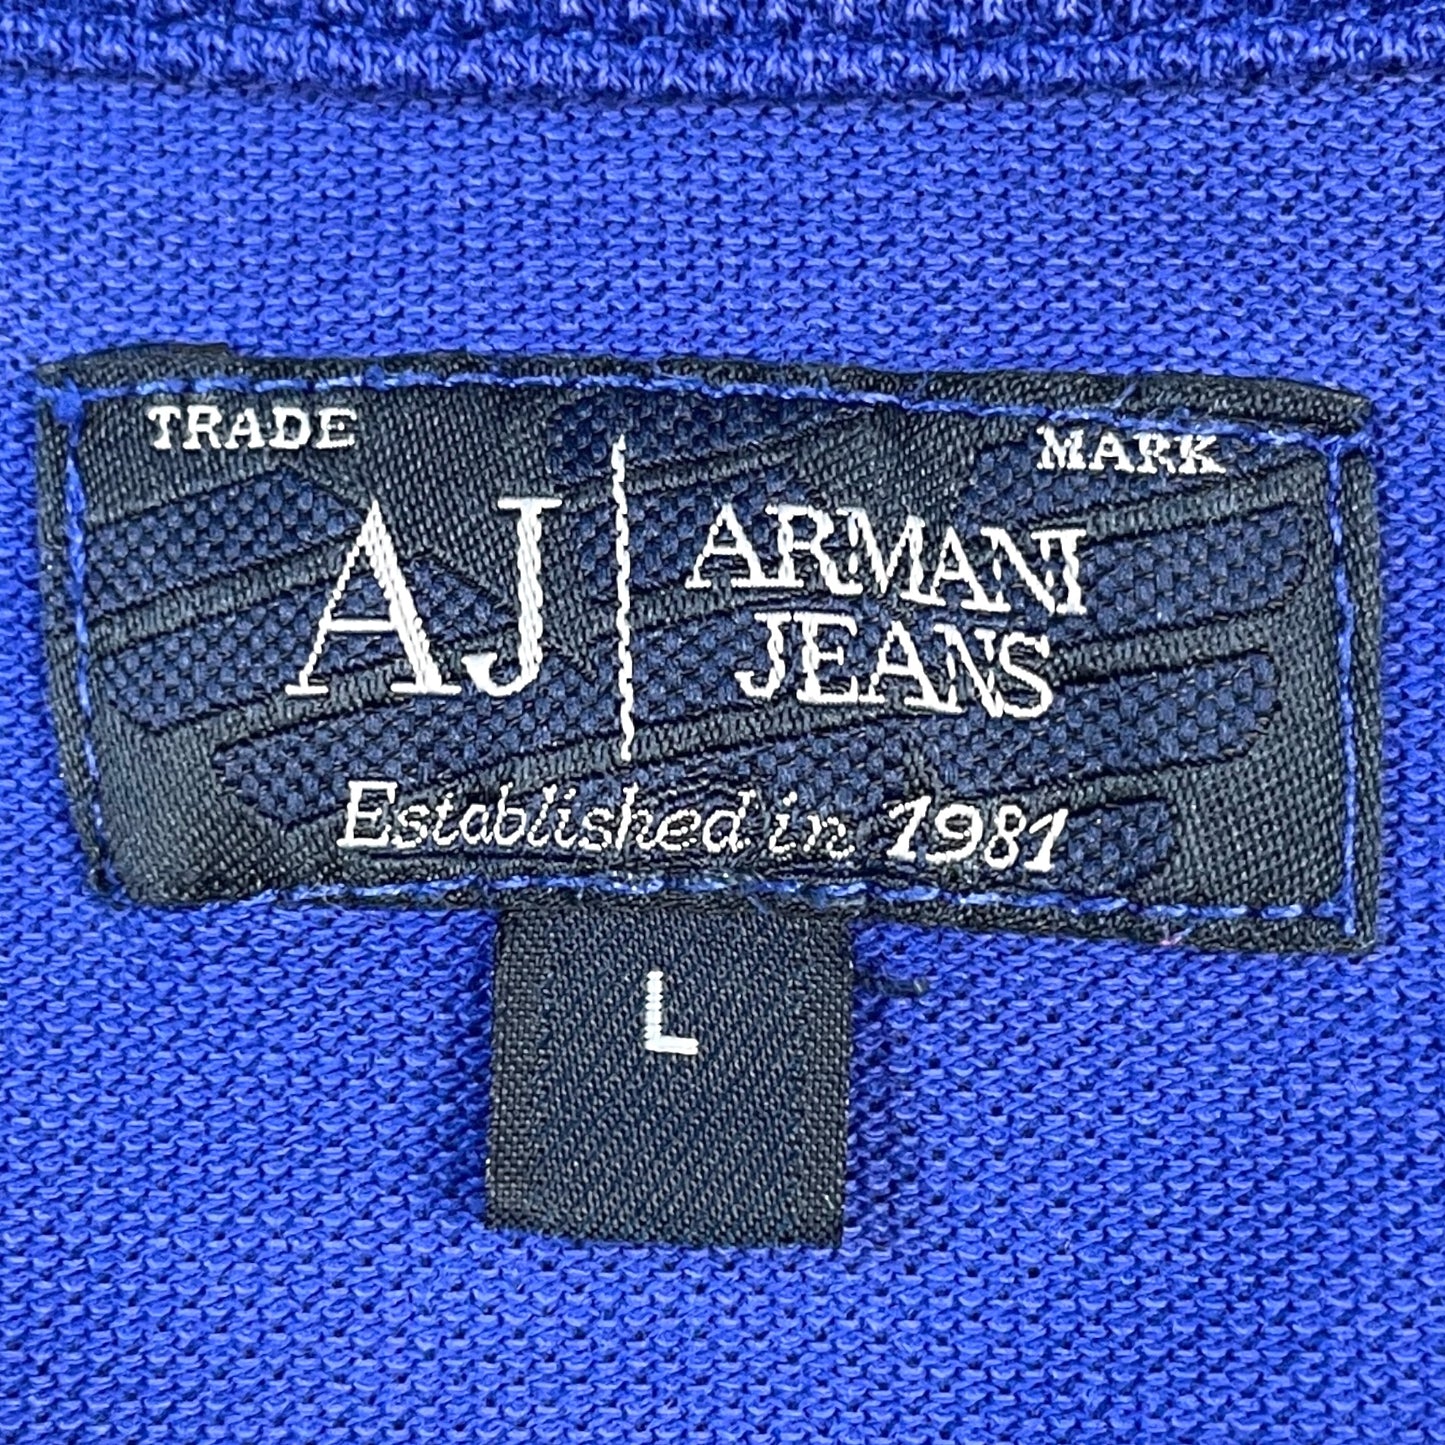 TRADE MARK
AJ ARMANI
JEANS
Established in 1981
L